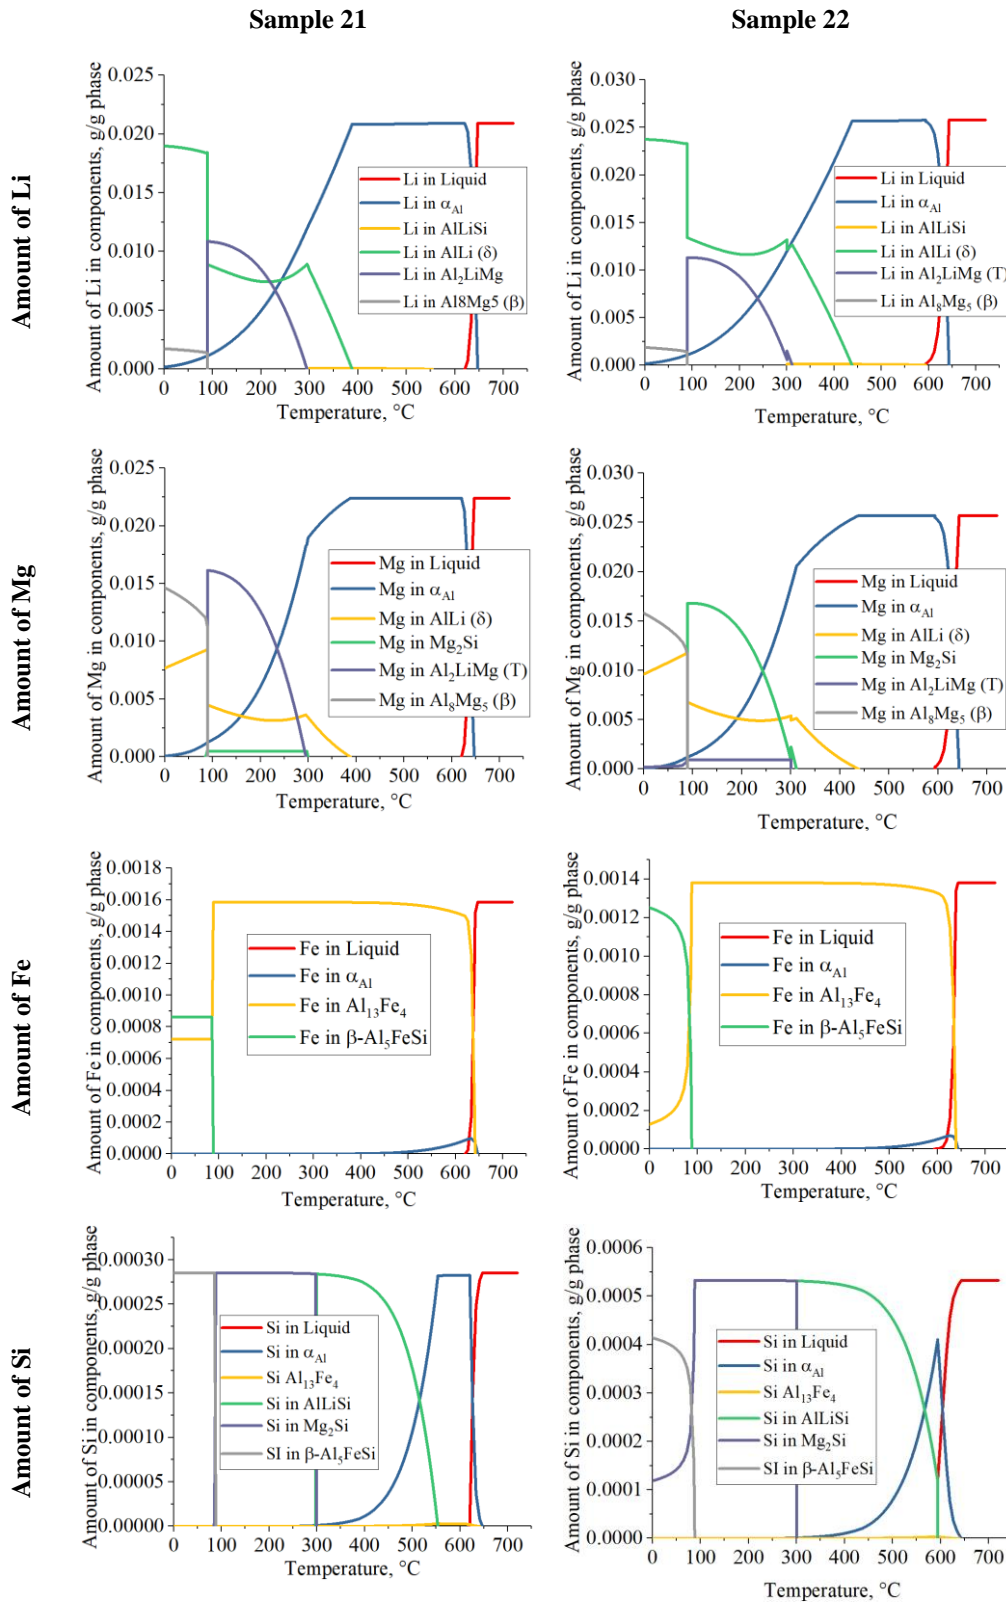 Sample 21
Sample 22
Amount of Li
Amount of Li in components, g/g phase
0.025
0.020
0.015
0.010
0.005
0.000
0 100 200 300 400 500 600 700
Temperature, °C
Li in Liquid
Li in αAl
Li in AlLiSi
Li in AlLi (δ)
Li in Al₂LiMg
Li in Al8Mg5 (β)
Amount of Li in components, g/g phase
0.030
0.025
0.020
0.015
0.010
0.005
0.000
0 100 200 300 400 500 600 700
Temperature, °C
Li in Liquid
Li in αAl
Li in AlLiSi
Li in AlLi (δ)
Li in Al₂LiMg (T)
Li in Al₈Mg₅ (β)
Amount of Mg
Amount of Mg in components, g/g phase
0.025
0.020
0.015
0.010
0.005
0.000
0 100 200 300 400 500 600 700
Temperature, °C
Mg in Liquid
Mg in αAl
Mg in AlLi (δ)
Mg in Mg₂Si
Mg in Al₂LiMg (T)
Mg in Al₈Mg₅ (β)
Amount of Mg in components, g/g phase
0.030
0.025
0.020
0.015
0.010
0.005
0.000
0 100 200 300 400 500 600 700
Temperature, °C
Mg in Liquid
Mg in αAl
Mg in AlLi (δ)
Mg in Mg₂Si
Mg in Al₂LiMg (T)
Mg in Al₈Mg₅ (β)
Amount of Fe
Amount of Fe in components, g/g phase
0.0018
0.0016
0.0014
0.0012
0.0010
0.0008
0.0006
0.0004
0.0002
0.0000
0 100 200 300 400 500 600 700
Temperature, °C
Fe in Liquid
Fe in αAl
Fe in Al₁₃Fe₄
Fe in β-Al₅FeSi
Amount of Fe in components, g/g phase
0.0014
0.0012
0.0010
0.0008
0.0006
0.0004
0.0002
0.0000
0 100 200 300 400 500 600 700
Temperature, °C
Fe in Liquid
Fe in αAl
Fe in Al₁₃Fe₄
Fe in β-Al₅FeSi
Amount of Si
Amount of Si in components, g/g phase
0.00030
0.00025
0.00020
0.00015
0.00010
0.00005
0.00000
0 100 200 300 400 500 600 700
Temperature, °C
Si in Liquid
Si in αAl
Si Al₁₃Fe₄
Si in AlLiSi
Si in Mg₂Si
SI in β-Al₅FeSi
Amount of Si in components, g/g phase
0.0006
0.0005
0.0004
0.0003
0.0002
0.0001
0.0000
0 100 200 300 400 500 600 700
Temperature, °C
Si in Liquid
Si in αAl
Si Al₁₃Fe₄
Si in AlLiSi
Si in Mg₂Si
SI in β-Al₅FeSi